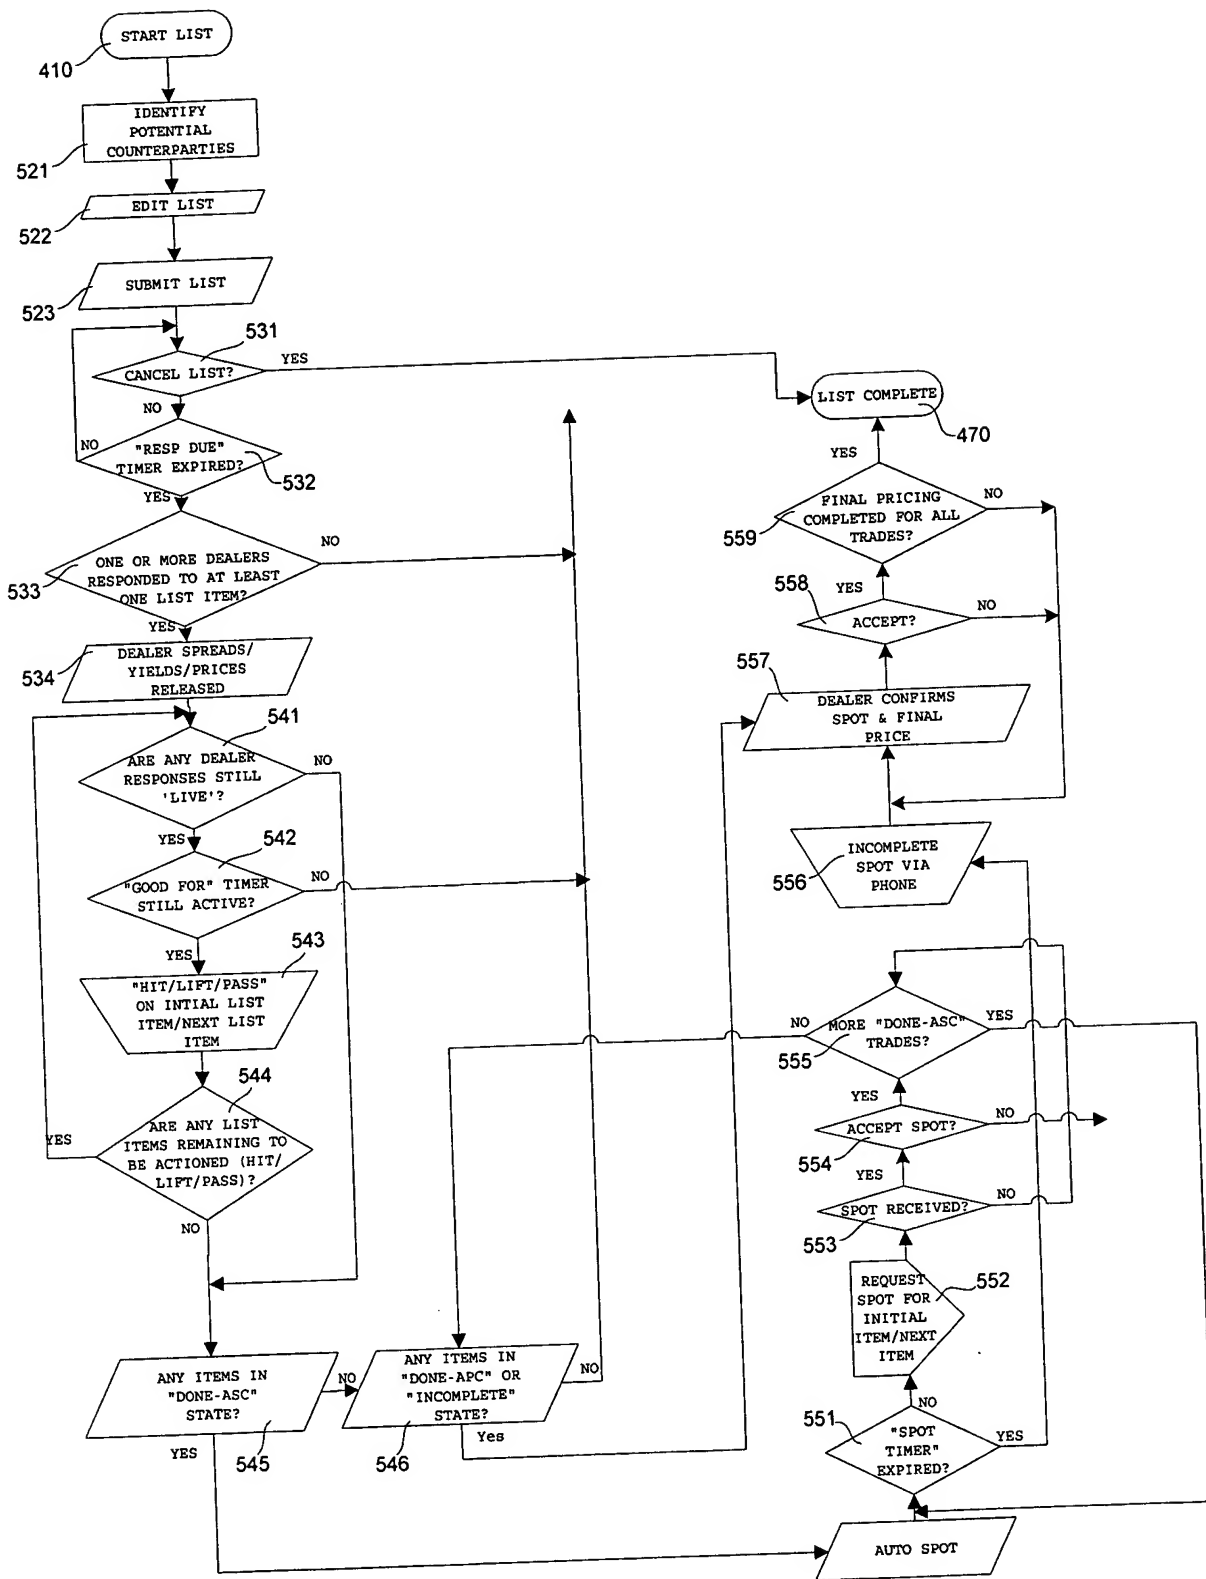 START LIST
410
IDENTIFY
POTENTIAL
COUNTERPARTIES
521
EDIT LIST
522
SUBMIT LIST
523
531
CANCEL LIST?
YES
NO
NO
"RESP DUE"
TIMER EXPIRED?
532
YES
ONE OR MORE DEALERS
RESPONDED TO AT LEAST
ONE LIST ITEM?
533
NO
YES
DEALER SPREADS/
YIELDS/PRICES
RELEASED
534
541
ARE ANY DEALER
RESPONSES STILL
'LIVE'?
NO
YES
542
"GOOD FOR" TIMER
STILL ACTIVE?
NO
YES
543
"HIT/LIFT/PASS"
ON INTIAL LIST
ITEM/NEXT LIST
ITEM
544
ARE ANY LIST
ITEMS REMAINING TO
BE ACTIONED (HIT/
LIFT/PASS)?
YES
NO
ANY ITEMS IN
"DONE-ASC"
STATE?
NO
YES
545
ANY ITEMS IN
"DONE-APC" OR
"INCOMPLETE"
STATE?
NO
546
Yes
LIST COMPLETE
470
YES
FINAL PRICING
COMPLETED FOR ALL
TRADES?
NO
559
YES
558
ACCEPT?
NO
557
DEALER CONFIRMS
SPOT & FINAL
PRICE
INCOMPLETE
SPOT VIA
PHONE
556
NO
MORE "DONE-ASC"
TRADES?
YES
555
YES
ACCEPT SPOT?
NO
554
YES
SPOT RECEIVED?
NO
553
REQUEST
SPOT FOR
INITIAL
ITEM/NEXT
ITEM
552
NO
551
"SPOT
TIMER"
EXPIRED?
YES
AUTO SPOT